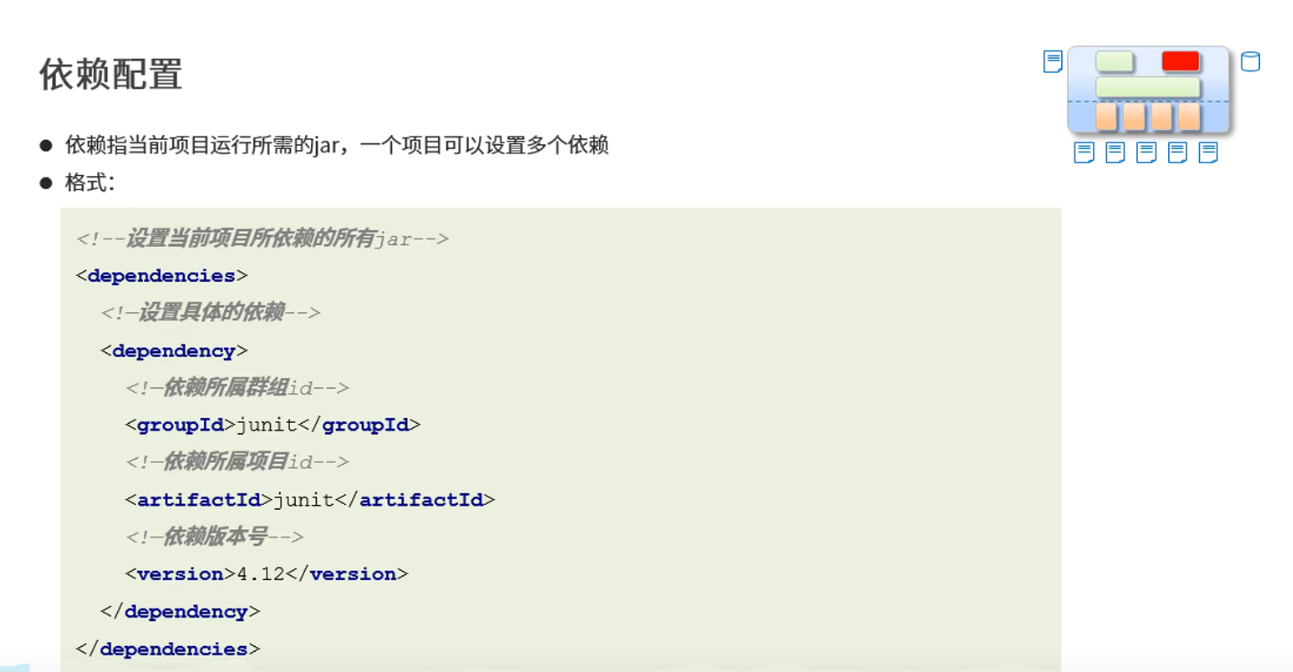 依赖配置
● 依赖指当前项目运行所需的jar，一个项目可以设置多个依赖
● 格式：
<!--设置当前项目所依赖的所有jar-->
<dependencies>
<!—设置具体的依赖-->
<dependency>
<!—依赖所属群组id-->
<groupId>junit</groupId>
<!—依赖所属项目id-->
<artifactId>junit</artifactId>
<!—依赖版本号-->
<version>4.12</version>
</dependency>
</dependencies>